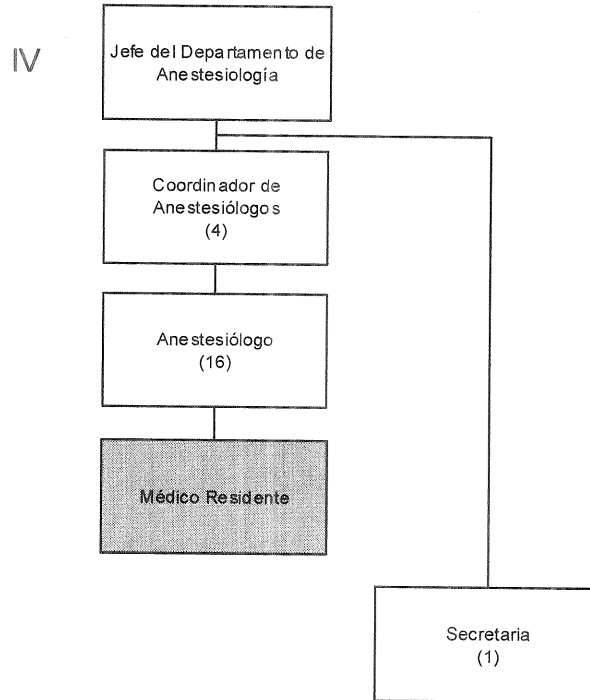 IV
Jefe del Departamento de
Anestesiología
Coordinador de
Anestesiólogos
(4)
Anestesiólogo
(16)
Médico Residente
Secretaria
(1)